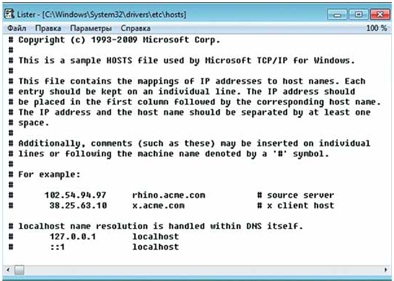 Lister - [C:\Windows\System32\drivers\etc\hosts]
Файл Правка Параметры Справка 100 %
# Copyright (c) 1993-2009 Microsoft Corp.
#
# This is a sample HOSTS file used by Microsoft TCP/IP for Windows.
#
# This file contains the mappings of IP addresses to host names. Each
# entry should be kept on an individual line. The IP address should
# be placed in the first column followed by the corresponding host name.
# The IP address and the host name should be separated by at least one
# space.
#
# Additionally, comments (such as these) may be inserted on individual
# lines or following the machine name denoted by a '#' symbol.
#
# For example:
#
# 102.54.94.97 rhino.acme.com # source server
# 38.25.63.10 x.acme.com # x client host

# localhost name resolution is handled within DNS itself.
# 127.0.0.1 localhost
# ::1 localhost